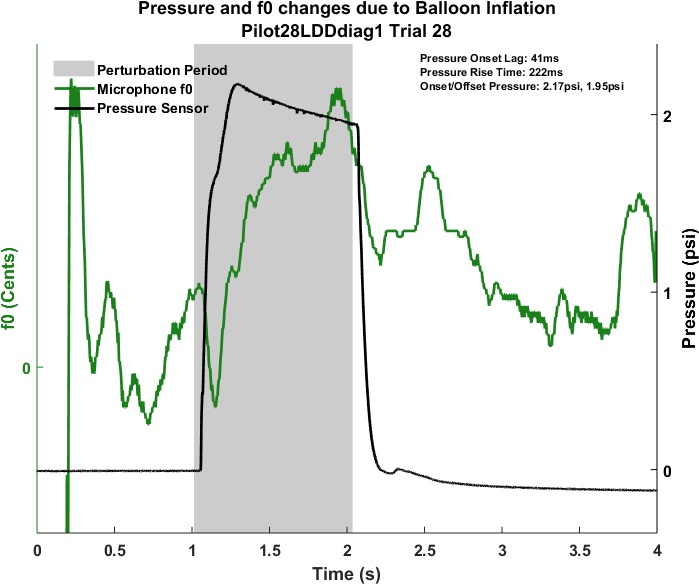 Pressure and f0 changes due to Balloon Inflation
Pilot28LDDdiag1 Trial 28
Perturbation Period
Microphone f0
Pressure Sensor
Pressure Onset Lag: 41ms
Pressure Rise Time: 222ms
Onset/Offset Pressure: 2.17psi, 1.95psi
f0 (Cents)
0
2
1
0
Pressure (psi)
0 0.5 1 1.5 2 2.5 3 3.5 4
Time (s)